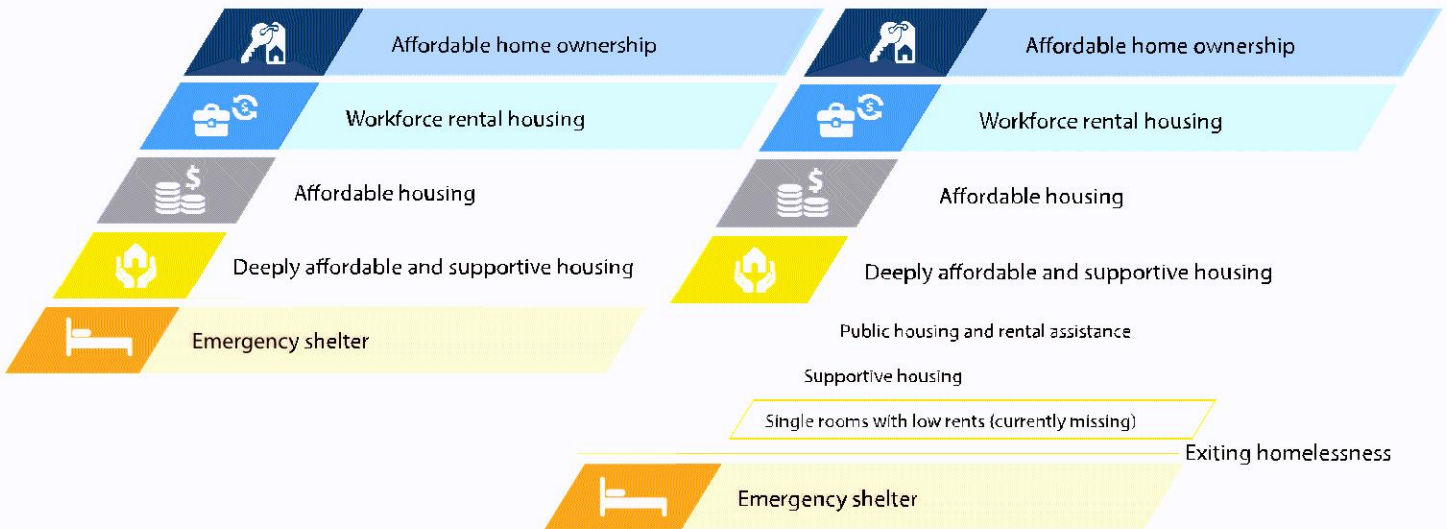 Affordable home ownership
Workforce rental housing
$
Affordable housing
$
Deeply affordable and supportive housing
Emergency shelter
Affordable home ownership
Workforce rental housing
$
Affordable housing
$
Deeply affordable and supportive housing
Public housing and rental assistance
Supportive housing
Single rooms with low rents (currently missing)
Exiting homelessness
Emergency shelter